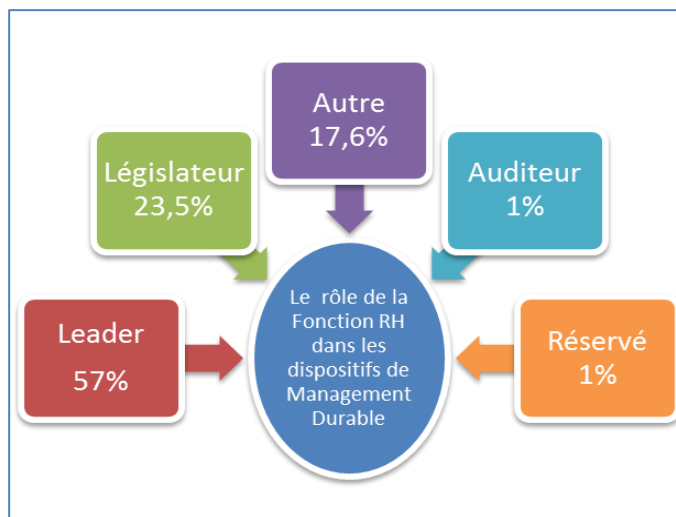 Autre
17,6%
Législateur
23,5%
Auditeur
1%
Leader
57%
Le rôle de la
Fonction RH
dans les
dispositifs de
Management
Durable
Réservé
1%